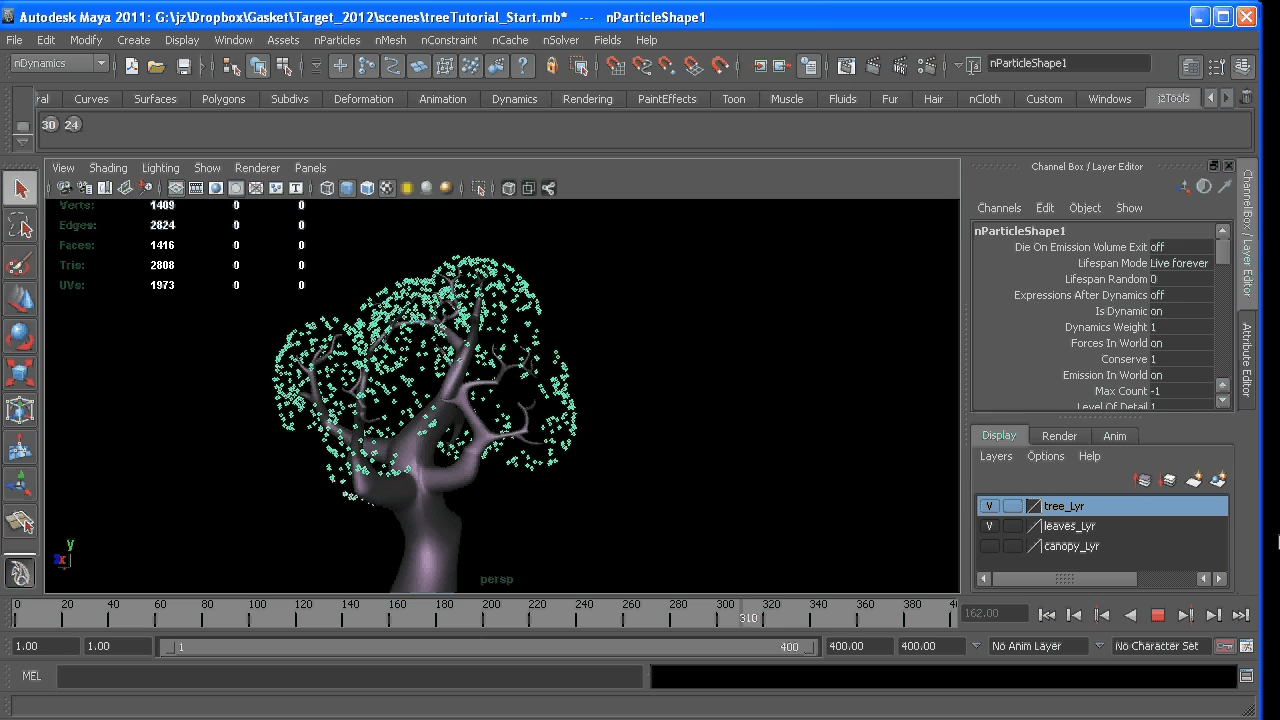 Autodesk Maya 2011: G:\jz\Dropbox\Gasket\Target_2012\scenes\treeTutorial_Start.mb* --- nParticleShape1
File Edit Modify Create Display Window Assets nParticles nMesh nConstraint nCache nSolver Fields Help
nDynamics nParticleShape1
ral Curves Surfaces Polygons Subdivs Deformation Animation Dynamics Rendering PaintEffects Toon Muscle Fluids Fur Hair nCloth Custom Windows jzTools
30 24
View Shading Lighting Show Renderer Panels
Verts: 1409 0 0
Edges: 2824 0 0
Faces: 1416 0 0
Tris: 2808 0 0
UVs: 1973 0 0
y
x
persp
Channel Box / Layer Editor
Channels Edit Object Show
nParticleShape1
Die On Emission Volume Exit off
Lifespan Mode Live forever
Lifespan Random 0
Expressions After Dynamics off
Is Dynamic on
Dynamics Weight 1
Forces In World on
Conserve 1
Emission In World on
Max Count -1
Level Of Detail 1
Channel Box / Layer Editor
Attribute Editor
Display Render Anim
Layers Options Help
V tree_Lyr
V leaves_Lyr
canopy_Lyr
0 20 40 60 80 100 120 140 160 180 200 220 240 260 280 300 320 340 360 380 4
310
162.00
1.00 1.00 1 400 400.00 400.00 No Anim Layer No Character Set
MEL